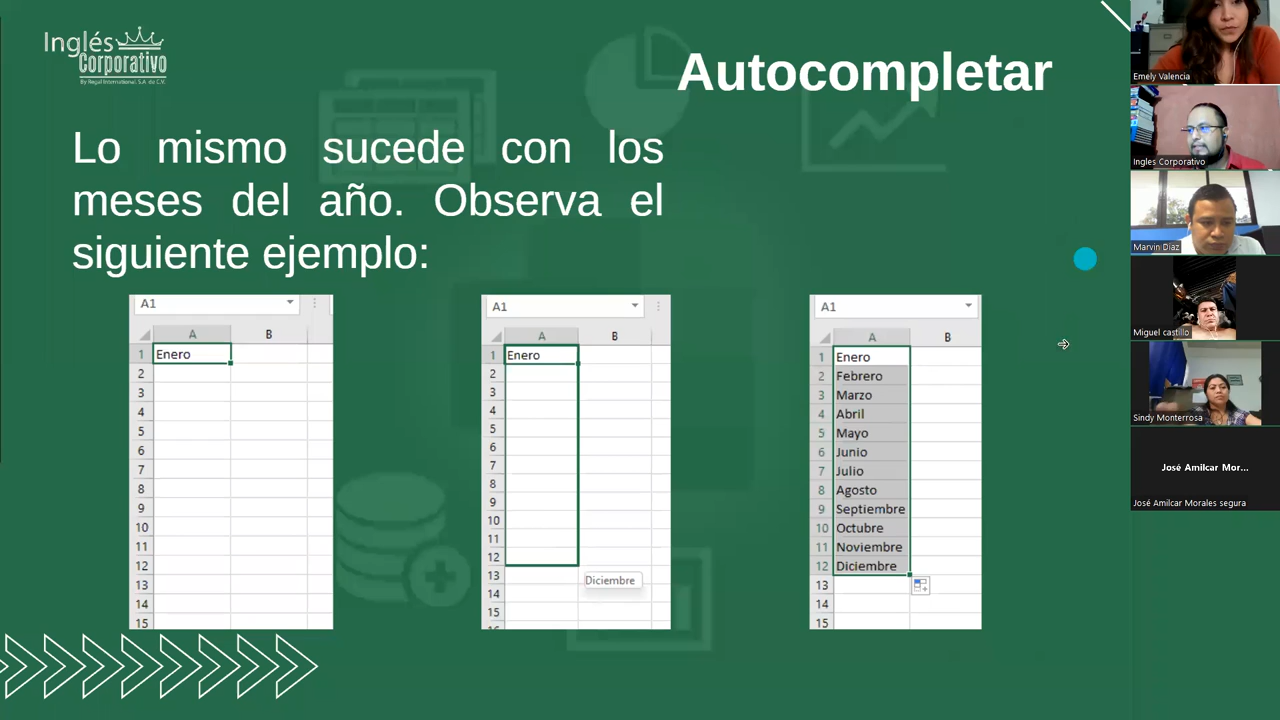 Inglés
Corporativo
By Regal International, S.A. de C.V.
Autocompletar
Lo mismo sucede con los
meses del año. Observa el
siguiente ejemplo:
A1
A B
1 Enero
2
3
4
5
6
7
8
9
10
11
12
13
14
15
A1
A B
1 Enero
2
3
4
5
6
7
8
9
10
11
12
13 Diciembre
14
15
A1
A B
1 Enero
2 Febrero
3 Marzo
4 Abril
5 Mayo
6 Junio
7 Julio
8 Agosto
9 Septiembre
10 Octubre
11 Noviembre
12 Diciembre
13
14
15
Emely Valencia
Ingles Corporativo
Marvin Díaz
Miguel castillo
Sindy Monterrosa
José Amilcar Mor...
José Amilcar Morales segura